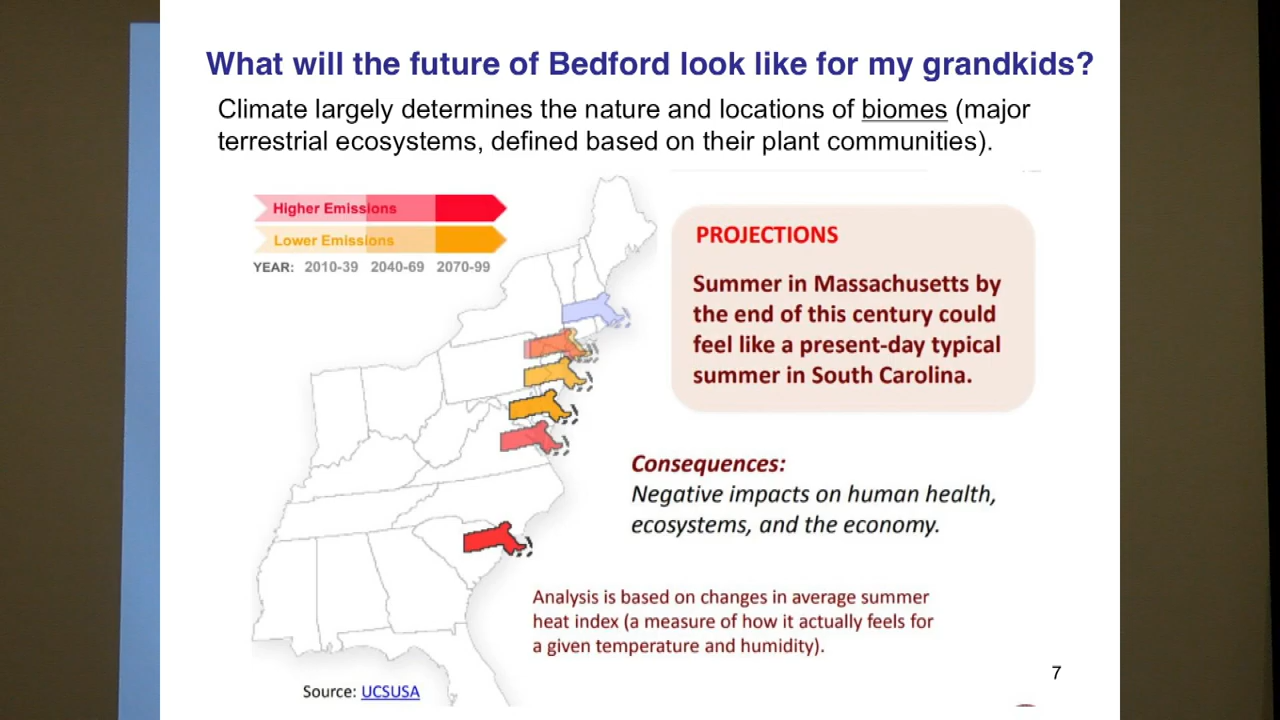 What will the future of Bedford look like for my grandkids?
Climate largely determines the nature and locations of biomes (major
terrestrial ecosystems, defined based on their plant communities).
Higher Emissions
Lower Emissions
YEAR: 2010-39 2040-69 2070-99
PROJECTIONS
Summer in Massachusetts by
the end of this century could
feel like a present-day typical
summer in South Carolina.
Consequences:
Negative impacts on human health,
ecosystems, and the economy.
Analysis is based on changes in average summer
heat index (a measure of how it actually feels for
a given temperature and humidity).
7
Source: UCSUSA